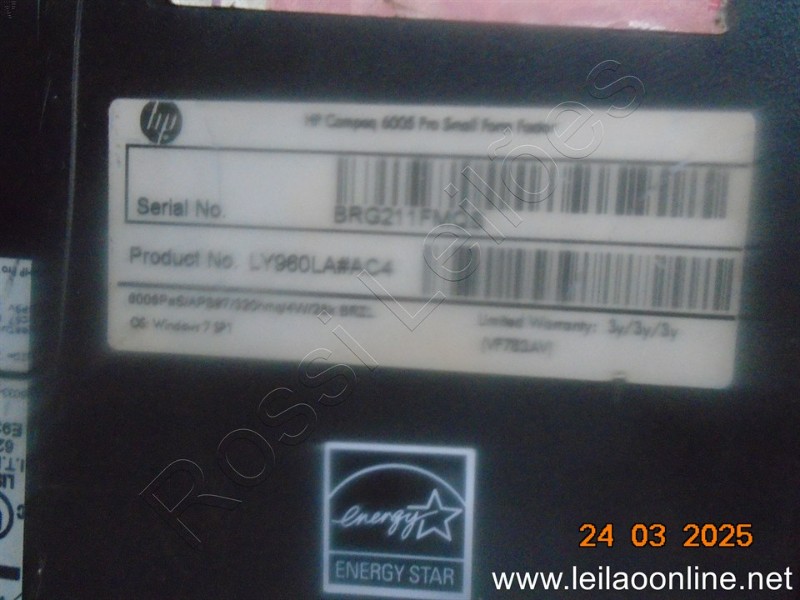 hp
HP Compaq 6005 Pro Small Form Factor
Serial No.
Product No. LY960LA#AC4
OS: Windows 7 SP1
Limited Warranty: 3y/3y/3y
energy
ENERGY STAR
Rossi Leilões
24 03 2025
www.leilaoonline.net